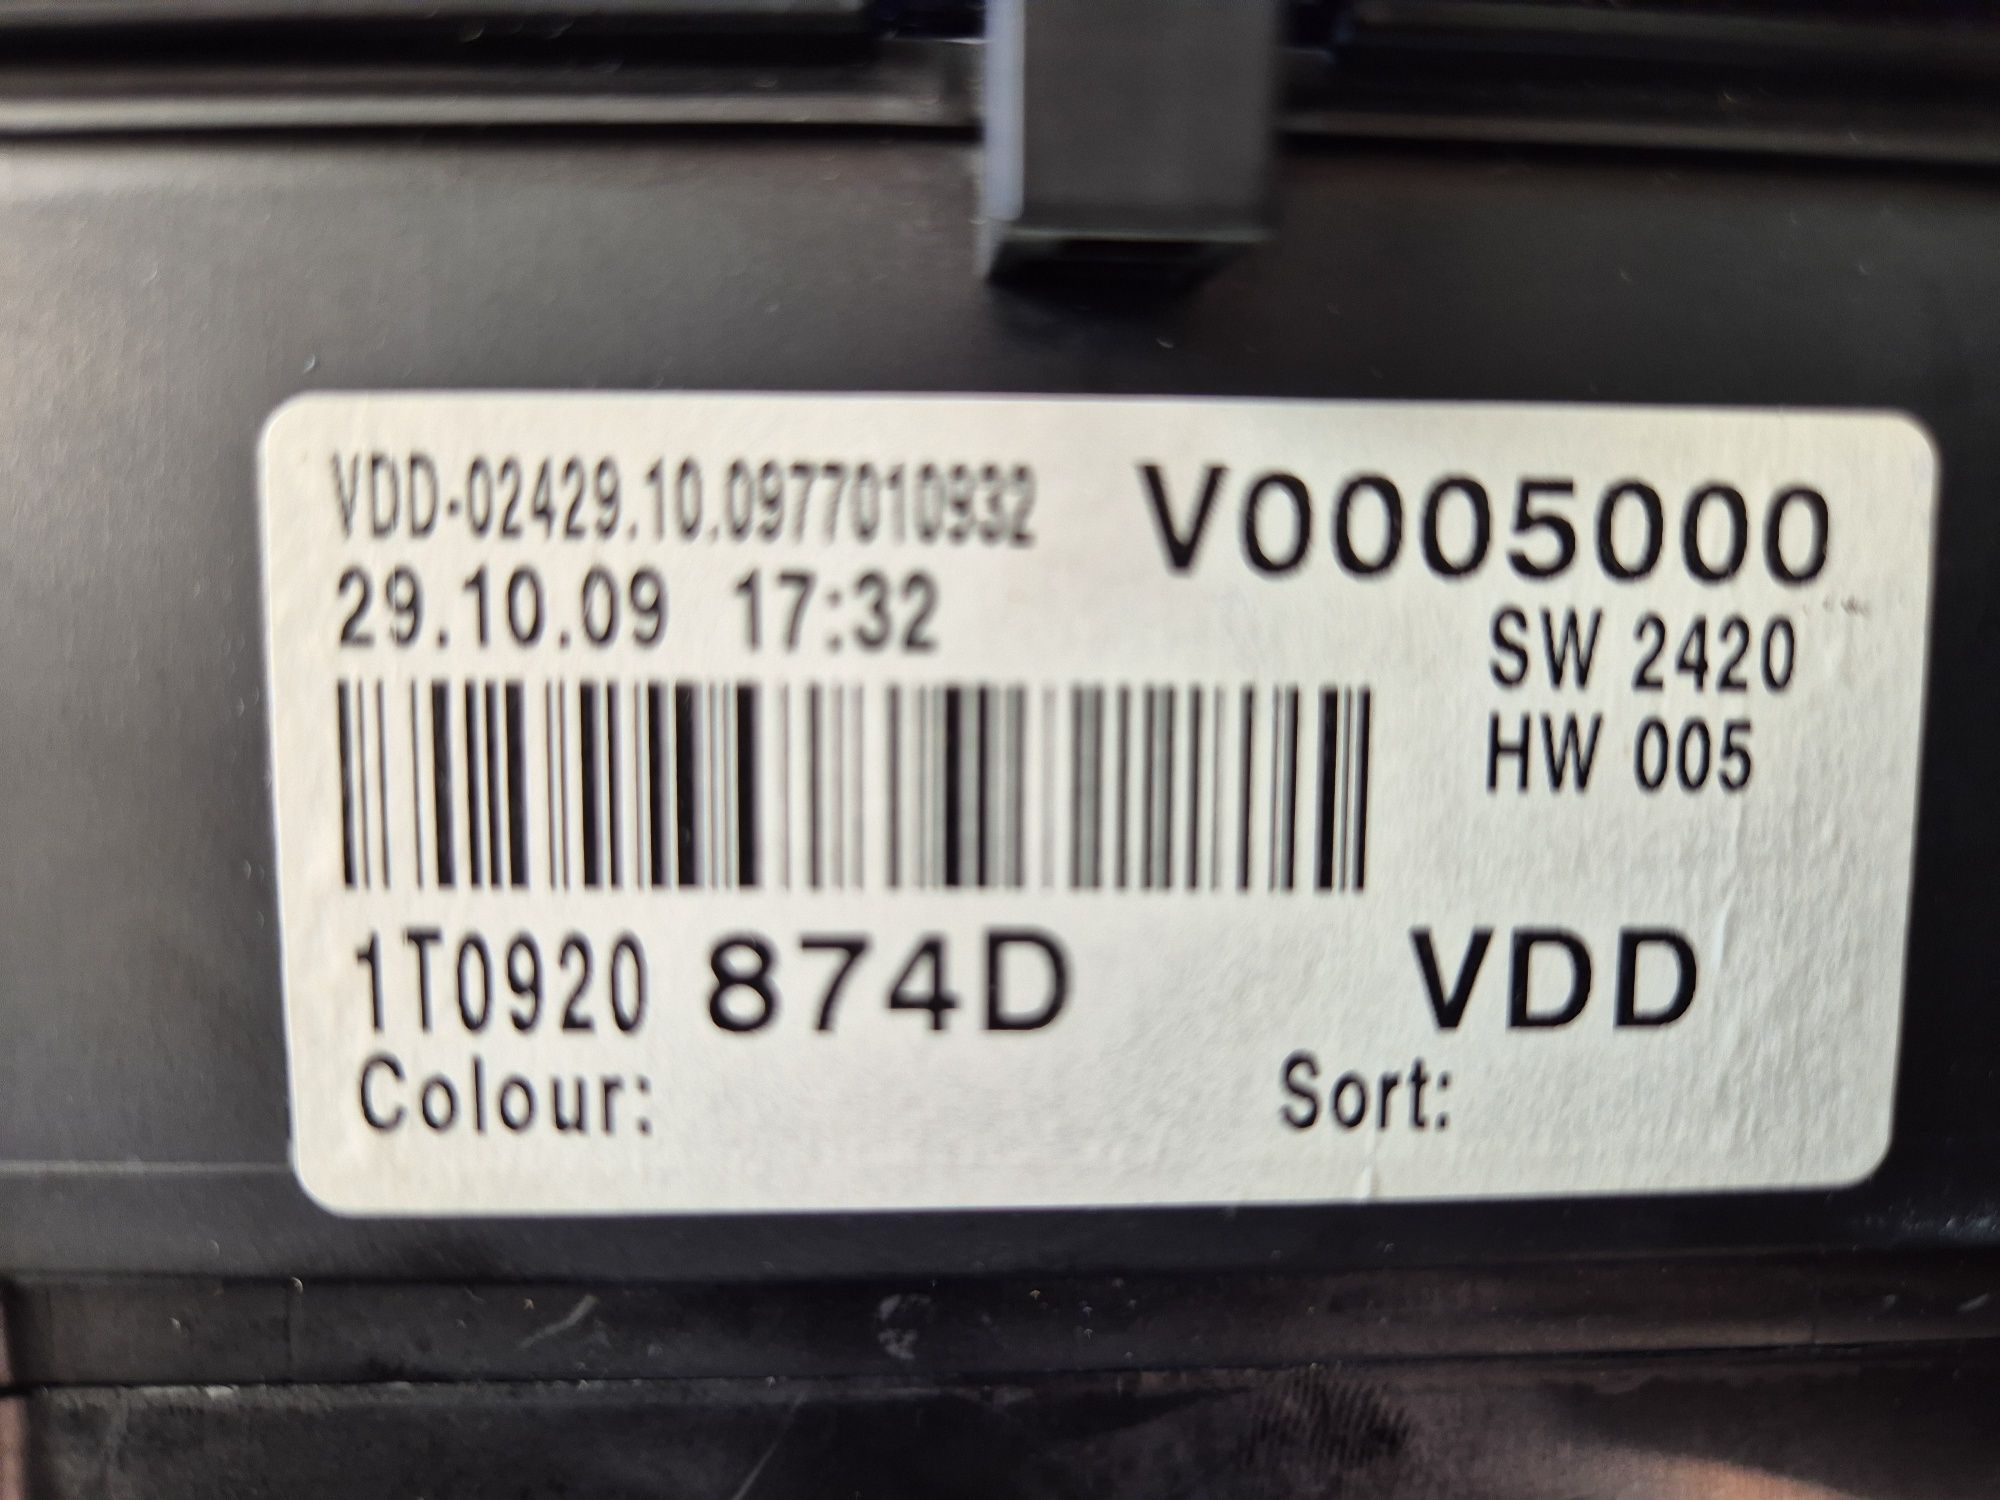 VDD-02429.10.0977010932
V0005000
29.10.09 17:32
SW 2420
HW 005
1T0920 874D
VDD
Colour:
Sort: